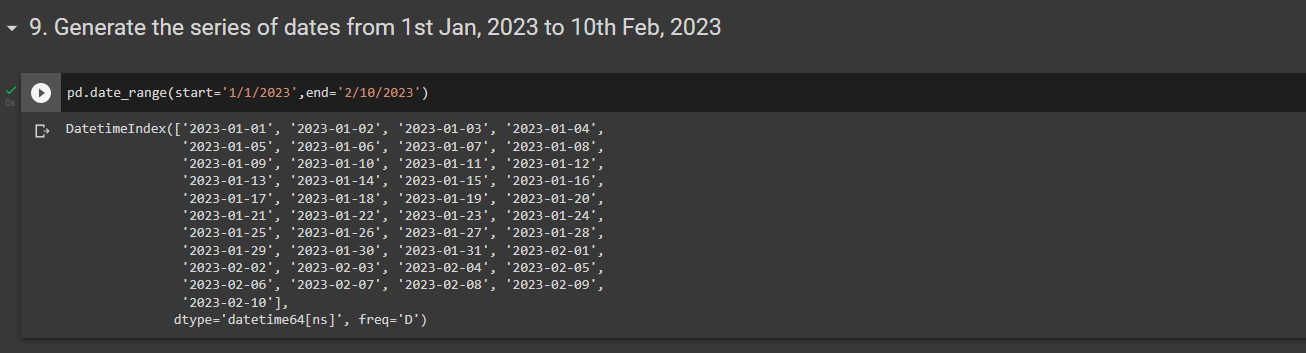 9. Generate the series of dates from 1st Jan, 2023 to 10th Feb, 2023
pd.date_range(start='1/1/2023',end='2/10/2023')
0s
DatetimeIndex(['2023-01-01', '2023-01-02', '2023-01-03', '2023-01-04',
'2023-01-05', '2023-01-06', '2023-01-07', '2023-01-08',
'2023-01-09', '2023-01-10', '2023-01-11', '2023-01-12',
'2023-01-13', '2023-01-14', '2023-01-15', '2023-01-16',
'2023-01-17', '2023-01-18', '2023-01-19', '2023-01-20',
'2023-01-21', '2023-01-22', '2023-01-23', '2023-01-24',
'2023-01-25', '2023-01-26', '2023-01-27', '2023-01-28',
'2023-01-29', '2023-01-30', '2023-01-31', '2023-02-01',
'2023-02-02', '2023-02-03', '2023-02-04', '2023-02-05',
'2023-02-06', '2023-02-07', '2023-02-08', '2023-02-09',
'2023-02-10'],
dtype='datetime64[ns]', freq='D')